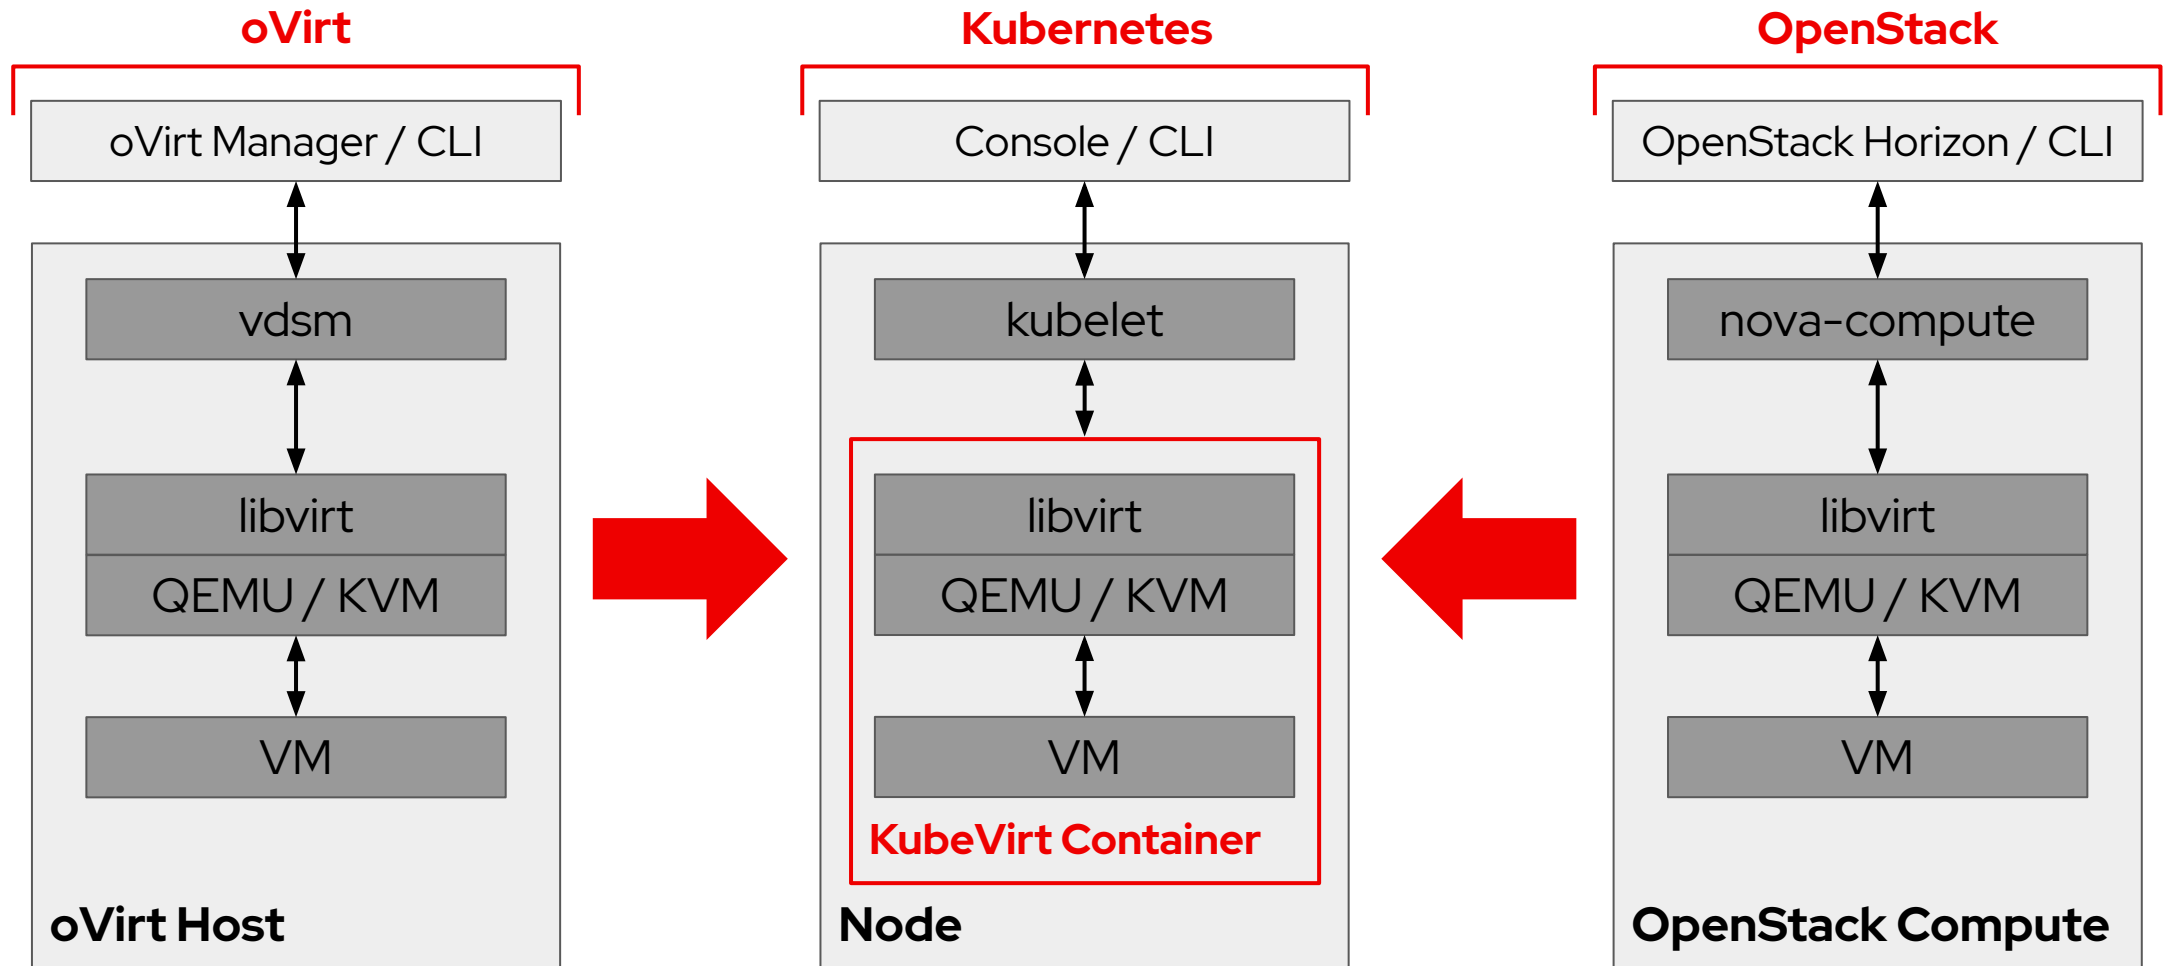 oVirt
oVirt Manager / CLI
vdsm
libvirt
QEMU / KVM
VM
oVirt Host
Kubernetes
Console / CLI
kubelet
libvirt
QEMU / KVM
VM
KubeVirt Container
Node
OpenStack
OpenStack Horizon / CLI
nova-compute
libvirt
QEMU / KVM
VM
OpenStack Compute